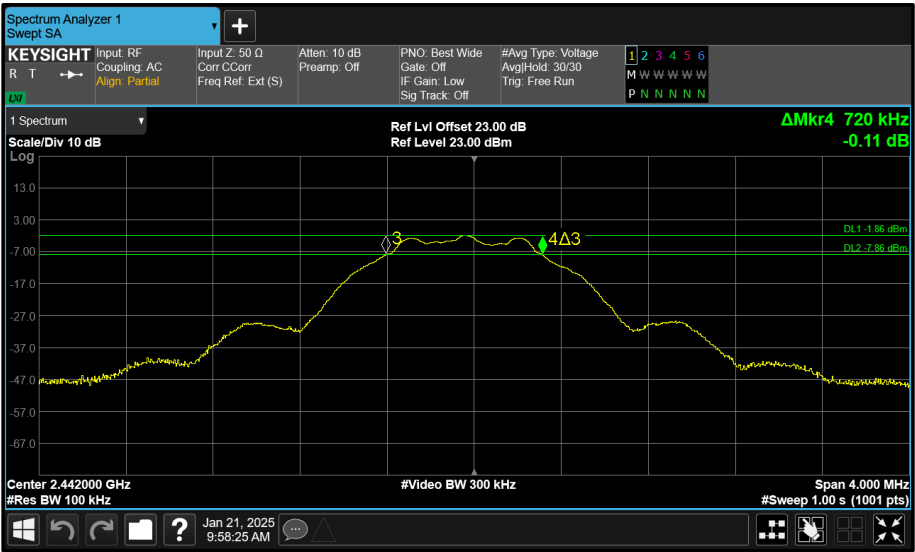 Spectrum Analyzer 1
Swept SA
+
KEYSIGHT
R T
LXI
Input: RF
Coupling: AC
Align: Partial
Input Z: 50 Ω
Corr CCorr
Freq Ref: Ext (S)
Atten: 10 dB
Preamp: Off
PNO: Best Wide
Gate: Off
IF Gain: Low
Sig Track: Off
#Avg Type: Voltage
Avg|Hold: 30/30
Trig: Free Run
1 2 3 4 5 6
M W W W W W
P N N N N N
1 Spectrum
Scale/Div 10 dB
Log
Ref Lvl Offset 23.00 dB
Ref Level 23.00 dBm
ΔMkr4 720 kHz
-0.11 dB
13.0
3.00
-7.00
-17.0
-27.0
-37.0
-47.0
-57.0
-67.0
3
4Δ3
DL1 -1.86 dBm
DL2 -7.86 dBm
Center 2.442000 GHz
#Res BW 100 kHz
#Video BW 300 kHz
Span 4.000 MHz
#Sweep 1.00 s (1001 pts)
?
Jan 21, 2025
9:58:25 AM